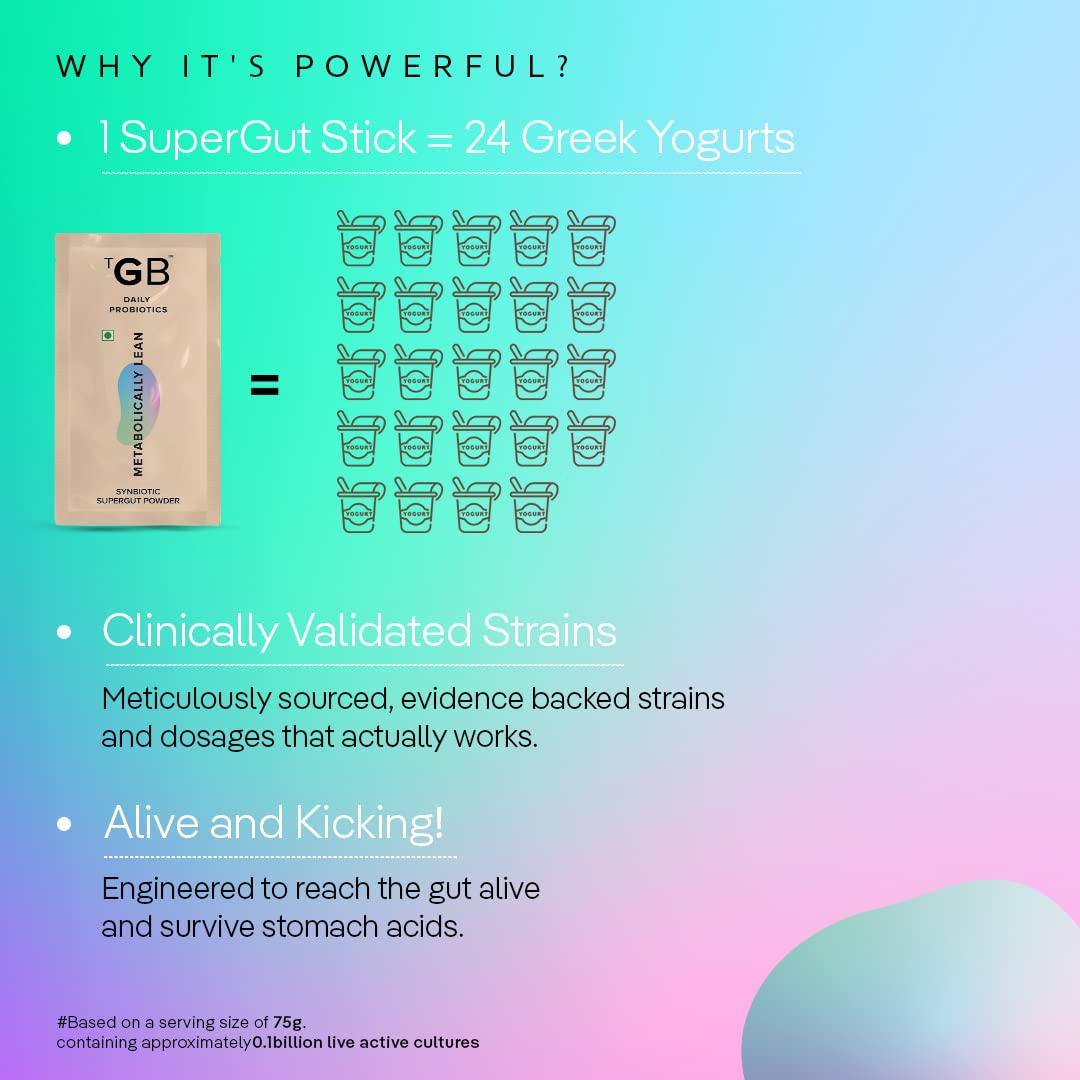 WHY IT'S POWERFUL?
• 1 SuperGut Stick = 24 Greek Yogurts
TGB™
DAILY
PROBIOTICS
METABOLICALLY LEAN
SYNBIOTIC
SUPERGUT POWDER
=
YOGURT YOGURT YOGURT YOGURT YOGURT
YOGURT YOGURT YOGURT YOGURT YOGURT
YOGURT YOGURT YOGURT YOGURT YOGURT
YOGURT YOGURT YOGURT YOGURT YOGURT
YOGURT YOGURT YOGURT YOGURT
• Clinically Validated Strains
Meticulously sourced, evidence backed strains
and dosages that actually works.
• Alive and Kicking!
Engineered to reach the gut alive
and survive stomach acids.
#Based on a serving size of 75g.
containing approximately0.1billion live active cultures